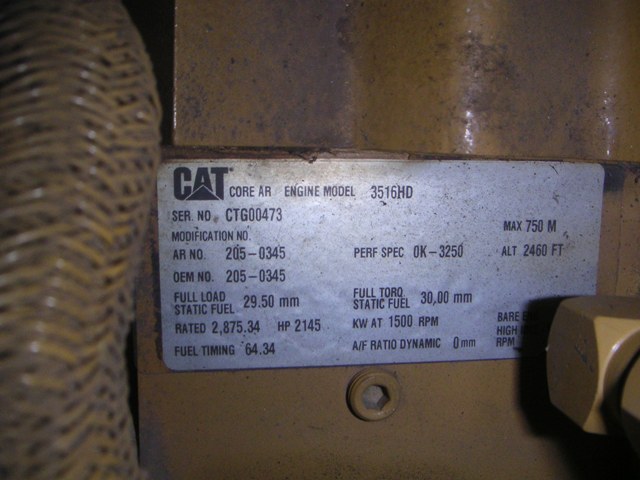 CAT CORE AR ENGINE MODEL 3516HD
SER. NO CTG00473
MODIFICATION NO. MAX 750 M
AR NO. 205-0345 PERF SPEC 0K-3250 ALT 2460 FT
OEM NO. 205-0345
FULL LOAD STATIC FUEL 29.50 mm FULL TORQ STATIC FUEL 30,00 mm
RATED 2,875.34 HP 2145 KW AT 1500 RPM BARE
FUEL TIMING 64.34 A/F RATIO DYNAMIC 0 mm HIGH RPM